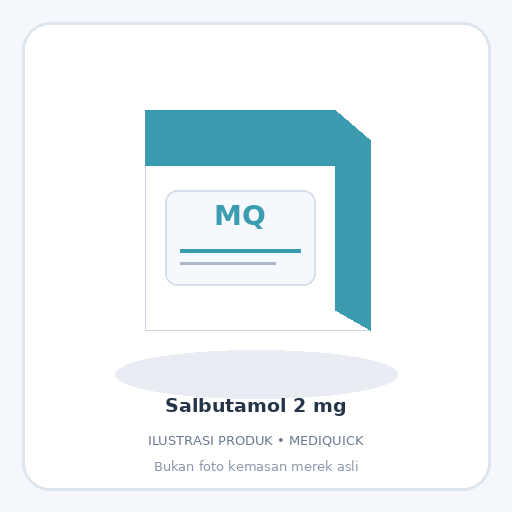 MQ
Salbutamol 2 mg
ILUSTRASI PRODUK • MEDIQUICK
Bukan foto kemasan merek asli